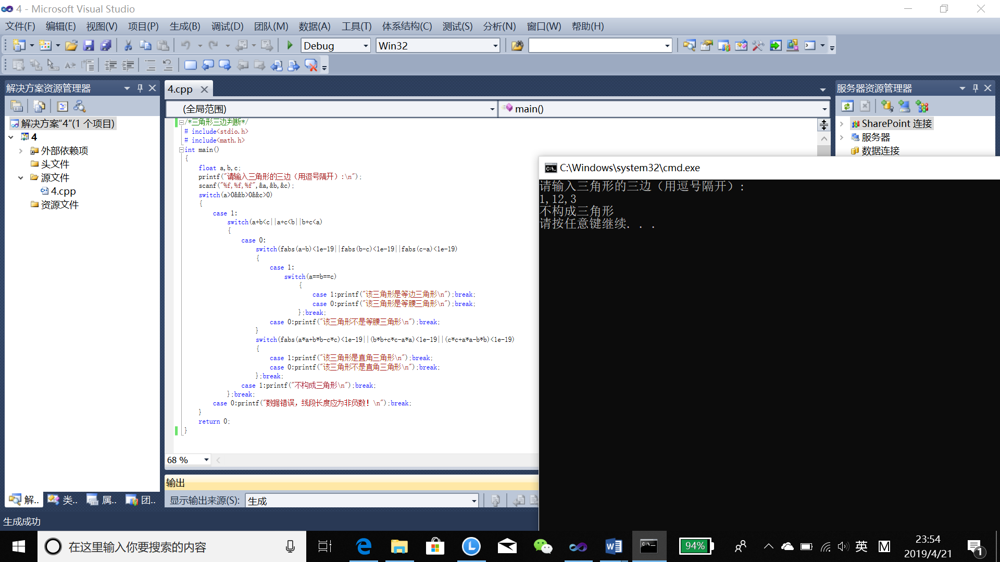 4 - Microsoft Visual Studio
文件(F) 编辑(E) 视图(V) 项目(P) 生成(B) 调试(D) 团队(M) 数据(A) 工具(T) 体系结构(C) 测试(S) 分析(N) 窗口(W) 帮助(H)
Debug Win32
解决方案资源管理器
解决方案“4”(1 个项目)
4
外部依赖项
头文件
源文件
4.cpp
资源文件
解.. 类.. 属.. 团..
4.cpp
(全局范围) main()
/*三角形三边判断*/
# include<stdio.h>
# include<math.h>
int main()
{
float a,b,c;
printf("请输入三角形的三边（用逗号隔开）:\n");
scanf("%f,%f,%f",&a,&b,&c);
switch(a>0&&b>0&&c>0)
{
case 1:
switch(a+b<c||a+c<b||b+c<a)
{
case 0:
switch(fabs(a-b)<1e-19||fabs(b-c)<1e-19||fabs(c-a)<1e-19)
{
case 1:
switch(a==b==c)
{
case 1:printf("该三角形是等边三角形\n");break;
case 0:printf("该三角形是等腰三角形\n");break;
};break;
case 0:printf("该三角形不是等腰三角形\n");break;
}
switch(fabs(a*a+b*b-c*c)<1e-19||(b*b+c*c-a*a)<1e-19||(c*c+a*a-b*b)<1e-19)
{
case 1:printf("该三角形是直角三角形\n");break;
case 0:printf("该三角形不是直角三角形\n");break;
};break;
case 1:printf("不构成三角形\n");break;
};break;
case 0:printf("数据错误，线段长度应为非负数！\n");break;
}
return 0;
}
68 %
输出
显示输出来源(S): 生成
服务器资源管理器
SharePoint 连接
服务器
数据连接
C:\Windows\system32\cmd.exe
请输入三角形的三边（用逗号隔开）:
1,12,3
不构成三角形
请按任意键继续. . .
生成成功
在这里输入你要搜索的内容
94%
英
M
23:54
2019/4/21
1